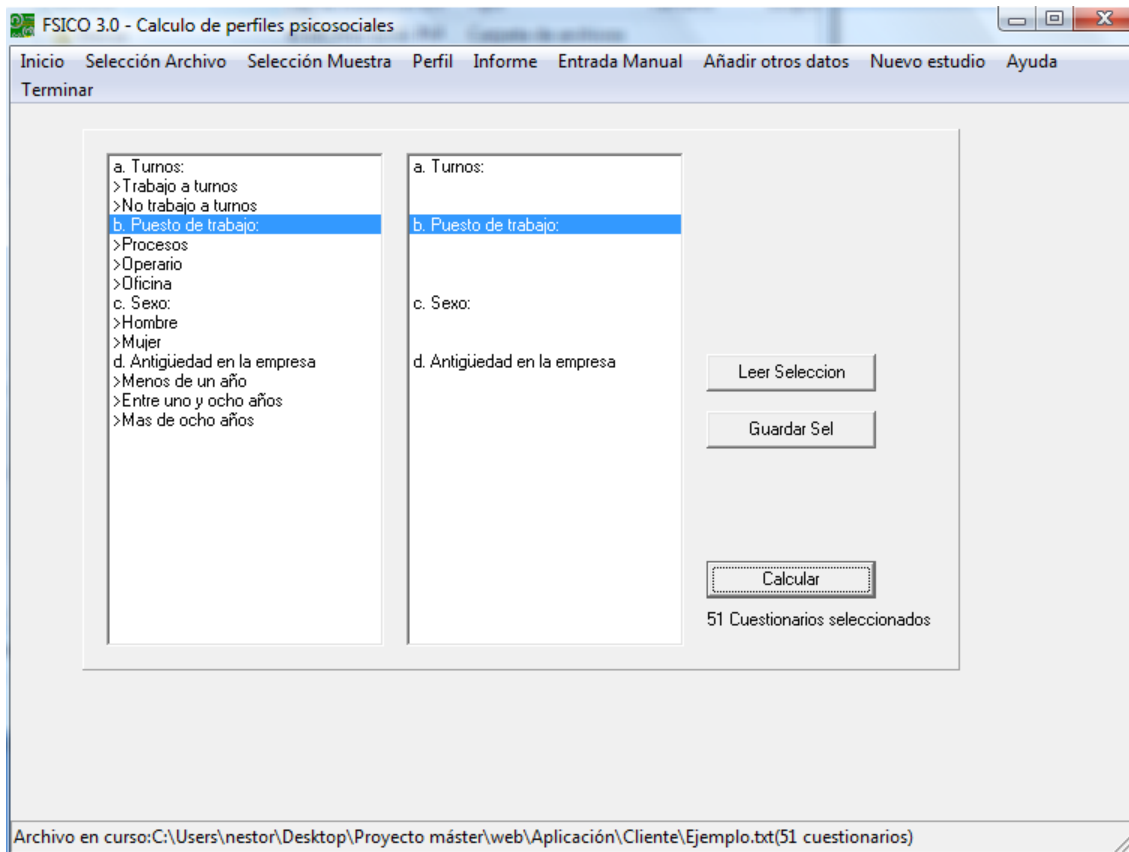 FSICO 3.0 - Calculo de perfiles psicosociales
Inicio Selección Archivo Selección Muestra Perfil Informe Entrada Manual Añadir otros datos Nuevo estudio Ayuda
Terminar
a. Turnos:
>Trabajo a turnos
>No trabajo a turnos
b. Puesto de trabajo:
>Procesos
>Operario
>Oficina
c. Sexo:
>Hombre
>Mujer
d. Antigüedad en la empresa
>Menos de un año
>Entre uno y ocho años
>Mas de ocho años
a. Turnos:
b. Puesto de trabajo:
c. Sexo:
d. Antigüedad en la empresa
Leer Seleccion
Guardar Sel
Calcular
51 Cuestionarios seleccionados
Archivo en curso:C:\Users\nestor\Desktop\Proyecto máster\web\Aplicación\Cliente\Ejemplo.txt(51 cuestionarios)